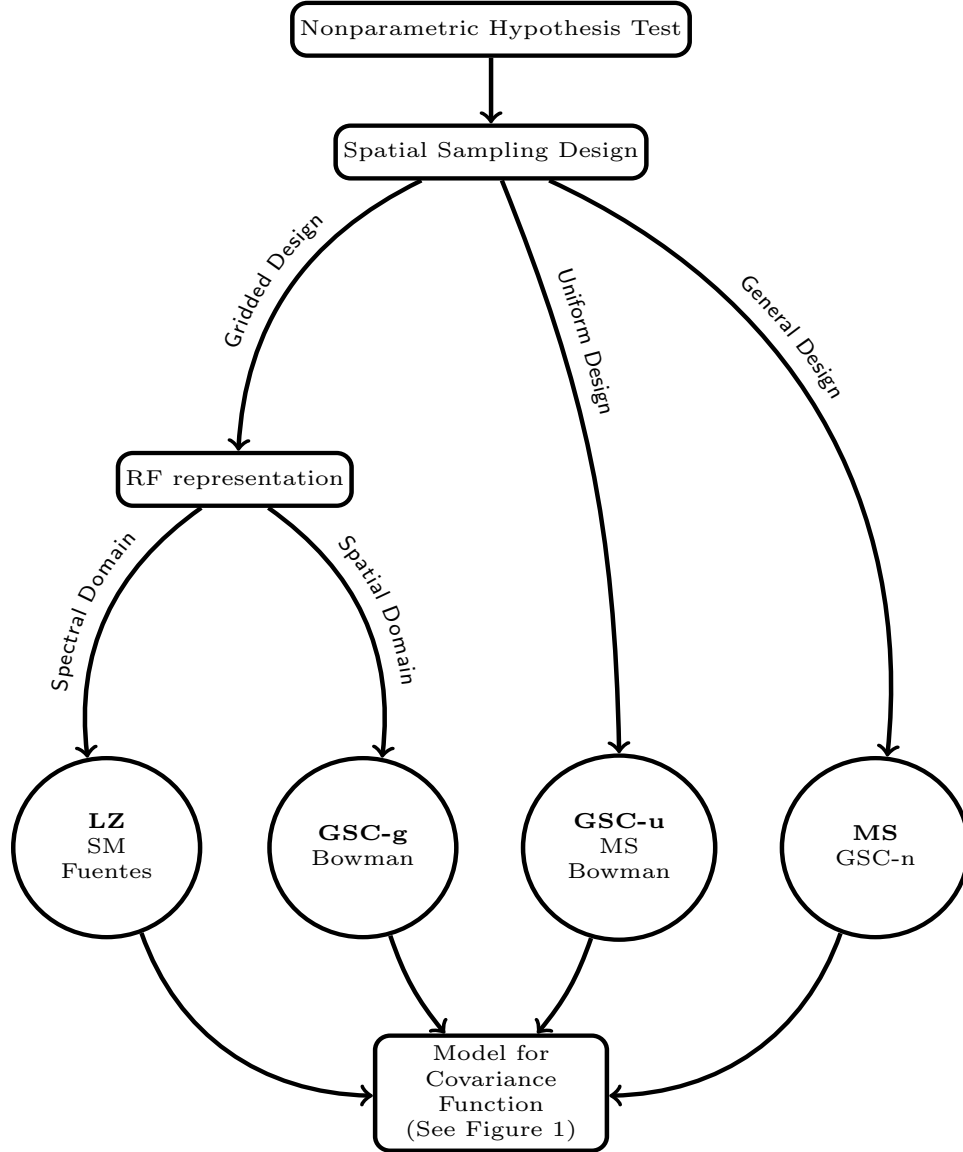 Nonparametric Hypothesis Test
Spatial Sampling Design
Gridded Design
Uniform Design
General Design
RF representation
Spectral Domain
Spatial Domain
LZ
SM
Fuentes
GSC-g
Bowman
GSC-u
MS
Bowman
MS
GSC-n
Model for
Covariance
Function
(See Figure 1)